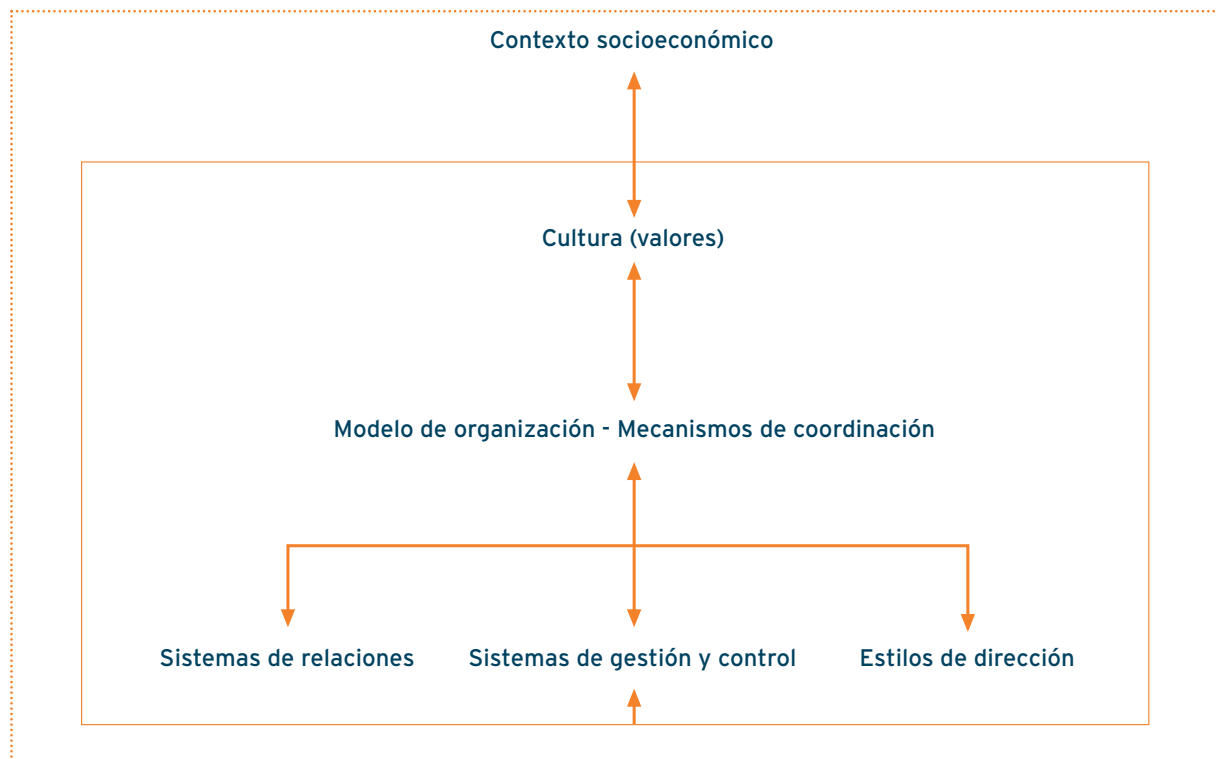 Contexto socioeconómico
Cultura (valores)
Modelo de organización - Mecanismos de coordinación
Sistemas de relaciones
Sistemas de gestión y control
Estilos de dirección